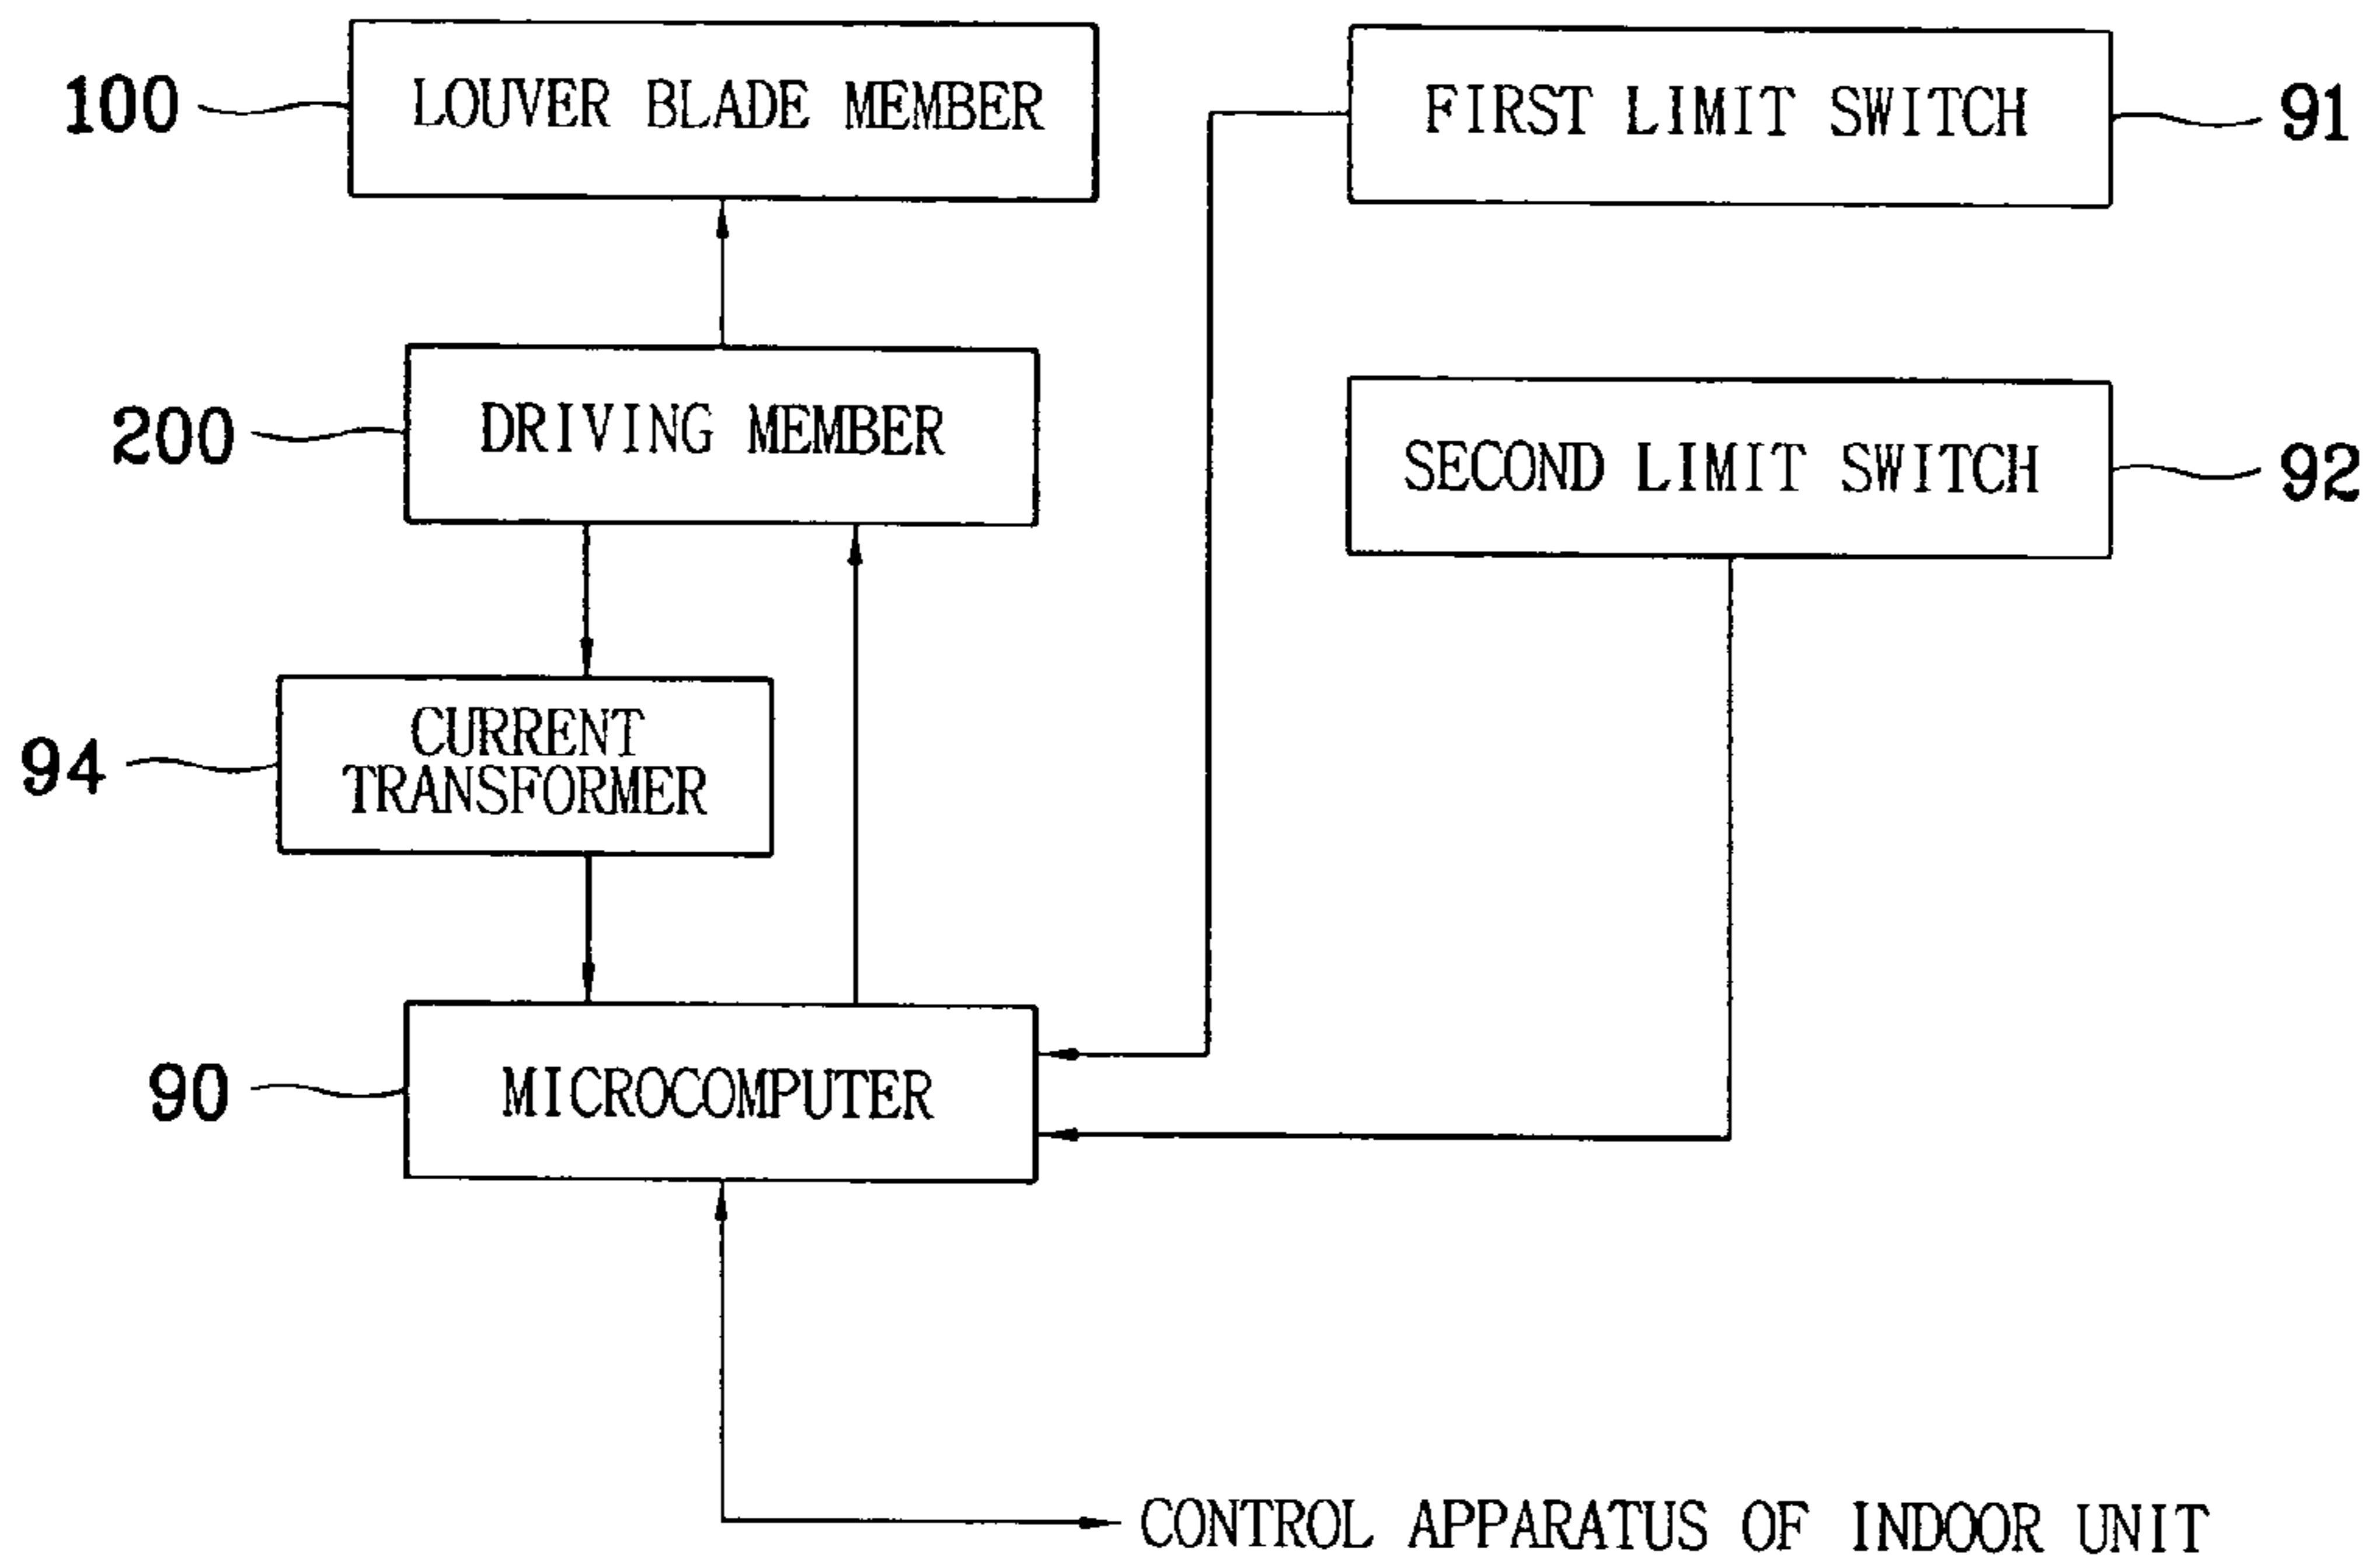 100
LOUVER BLADE MEMBER
FIRST LIMIT SWITCH
91
200
DRIVING MEMBER
SECOND LIMIT SWITCH
92
94
CURRENT
TRANSFORMER
90
MICROCOMPUTER
CONTROL APPARATUS OF INDOOR UNIT